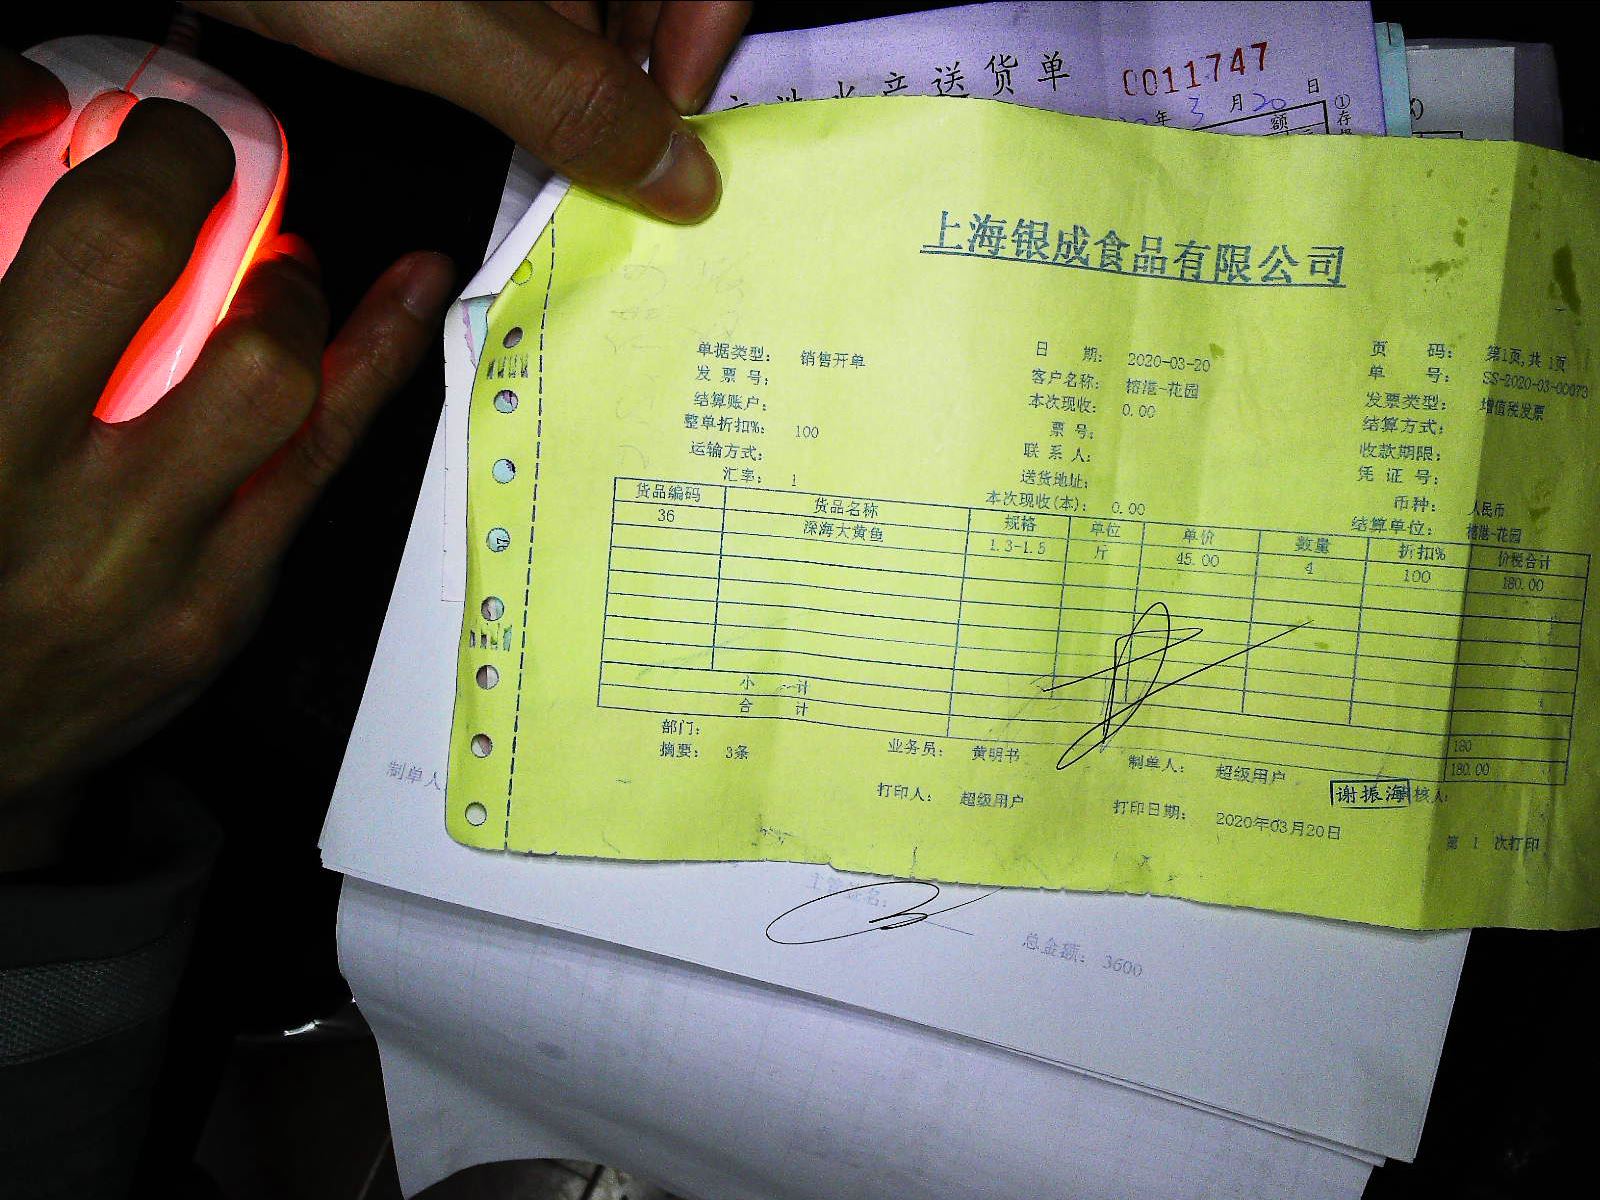 水产送货单 0011747
年 3 月 20 日
额
①存
上海银成食品有限公司
单据类型： 销售开单 日 期： 2020-03-20 页 码： 第1页,共 1页
发 票 号： 客户名称： 榕港-花园 单 号： SS-2020-03-00073
结算账户： 本次现收： 0.00 发票类型： 增值税发票
整单折扣%： 100 票 号： 结算方式：
运输方式： 联 系 人： 收款期限：
汇率： 1 送货地址： 凭 证 号：
本次现收(本)： 0.00 币种： 人民币
结算单位： 榕港-花园
货品编码 货品名称 规格 单位 单价 数量 折扣% 价税合计
36 深海大黄鱼 1.3-1.5 斤 45.00 4 100 180.00
小 计 180
合 计 180.00
部门： 业务员： 黄明书 制单人： 超级用户 谢振海 核人：
摘要： 3条
打印人： 超级用户 打印日期： 2020年03月20日 第 1 次打印
制单人
总金额： 3600